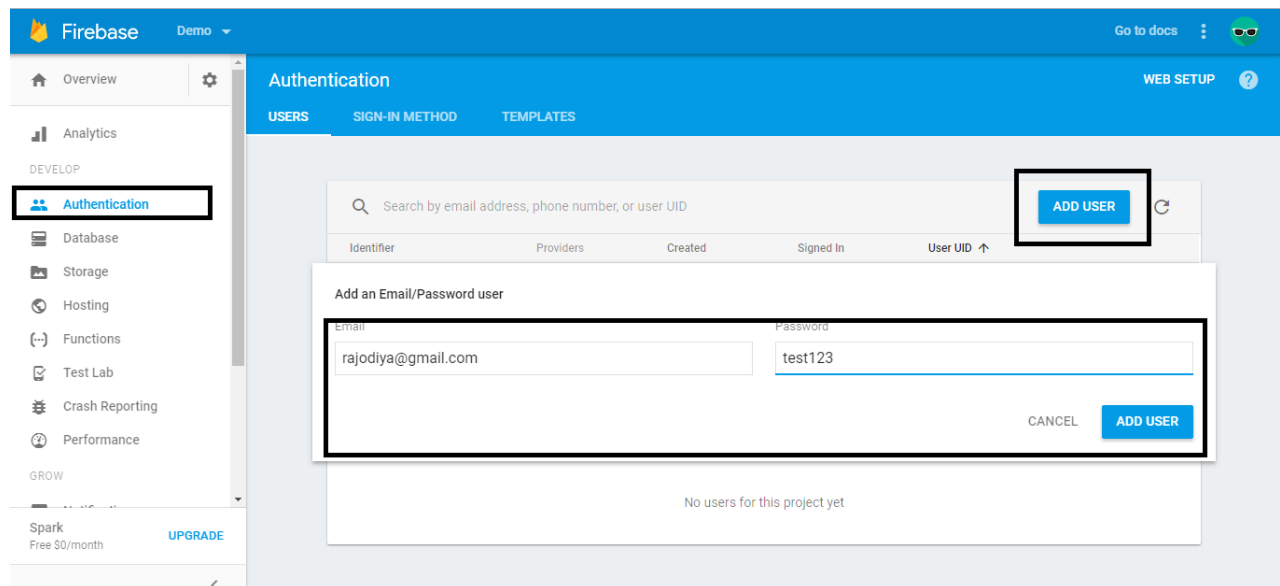 Firebase Demo Go to docs
Overview
Analytics
DEVELOP
Authentication
Database
Storage
Hosting
Functions
Test Lab
Crash Reporting
Performance
GROW
Spark
Free $0/month
UPGRADE
Authentication WEB SETUP ?
USERS SIGN-IN METHOD TEMPLATES
Search by email address, phone number, or user UID ADD USER
Identifier Providers Created Signed In User UID
Add an Email/Password user
Email Password
rajodiya@gmail.com test123
CANCEL ADD USER
No users for this project yet